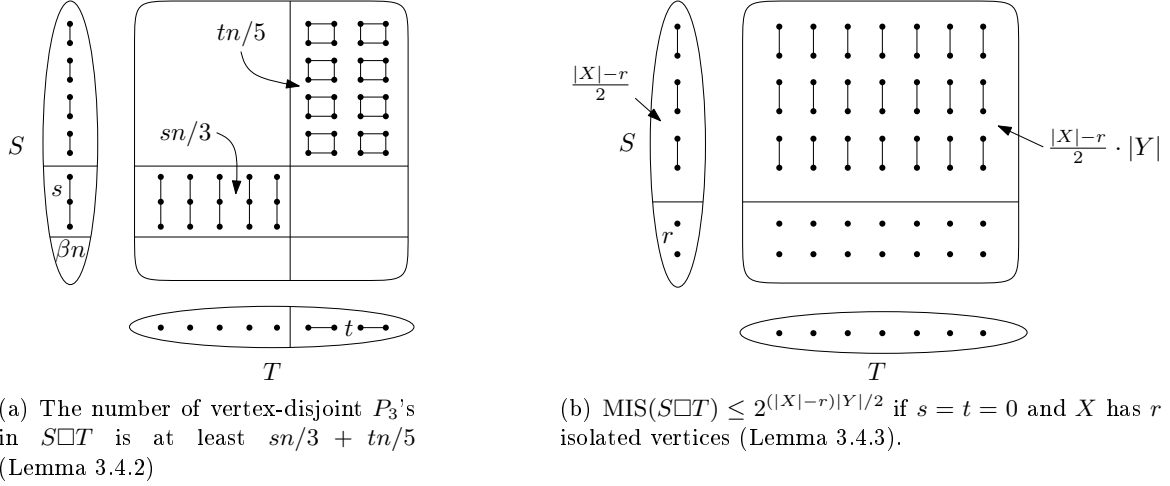 tn/5
sn/3
S
s
βn
t
T
(a) The number of vertex-disjoint P₃'s
in S□T is at least sn/3 + tn/5
(Lemma 3.4.2)
|X|−r
2
S
|X|−r
2 · |Y|
r
T
(b) MIS(S□T) ≤ 2^{(|X|−r)|Y|/2} if s = t = 0 and X has r
isolated vertices (Lemma 3.4.3).